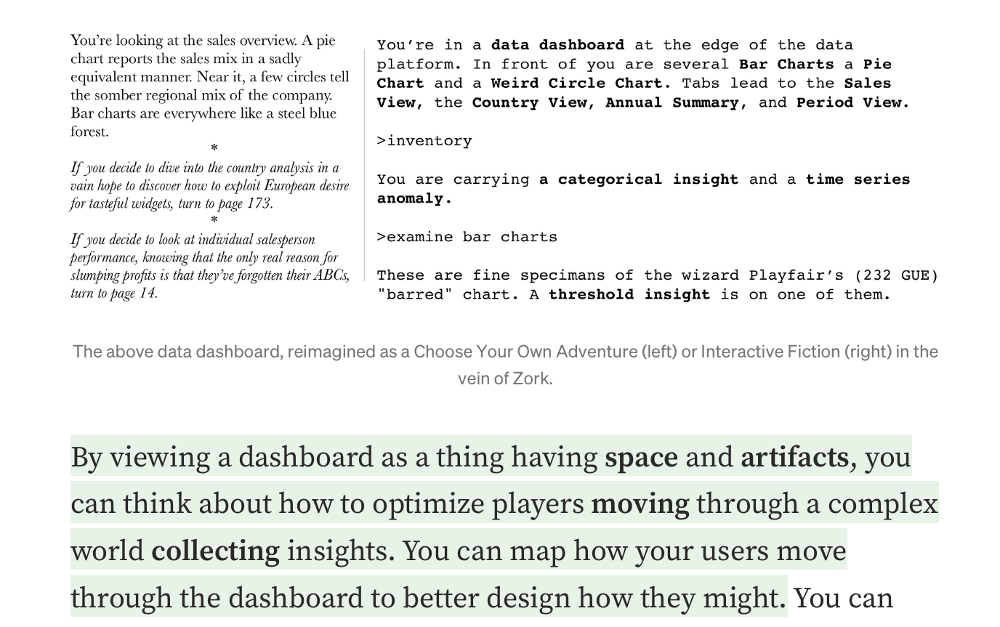 You’re looking at the sales overview. A pie
chart reports the sales mix in a sadly
equivalent manner. Near it, a few circles tell
the somber regional mix of the company.
Bar charts are everywhere like a steel blue
forest.
*
If you decide to dive into the country analysis in a
vain hope to discover how to exploit European desire
for tasteful widgets, turn to page 173.
*
If you decide to look at individual salesperson
performance, knowing that the only real reason for
slumping profits is that they’ve forgotten their ABCs,
turn to page 14.
You’re in a data dashboard at the edge of the data
platform. In front of you are several Bar Charts a Pie
Chart and a Weird Circle Chart. Tabs lead to the Sales
View, the Country View, Annual Summary, and Period View.
>inventory
You are carrying a categorical insight and a time series
anomaly.
>examine bar charts
These are fine specimans of the wizard Playfair’s (232 GUE)
"barred" chart. A threshold insight is on one of them.
The above data dashboard, reimagined as a Choose Your Own Adventure (left) or Interactive Fiction (right) in the
vein of Zork.
By viewing a dashboard as a thing having space and artifacts, you
can think about how to optimize players moving through a complex
world collecting insights. You can map how your users move
through the dashboard to better design how they might. You can